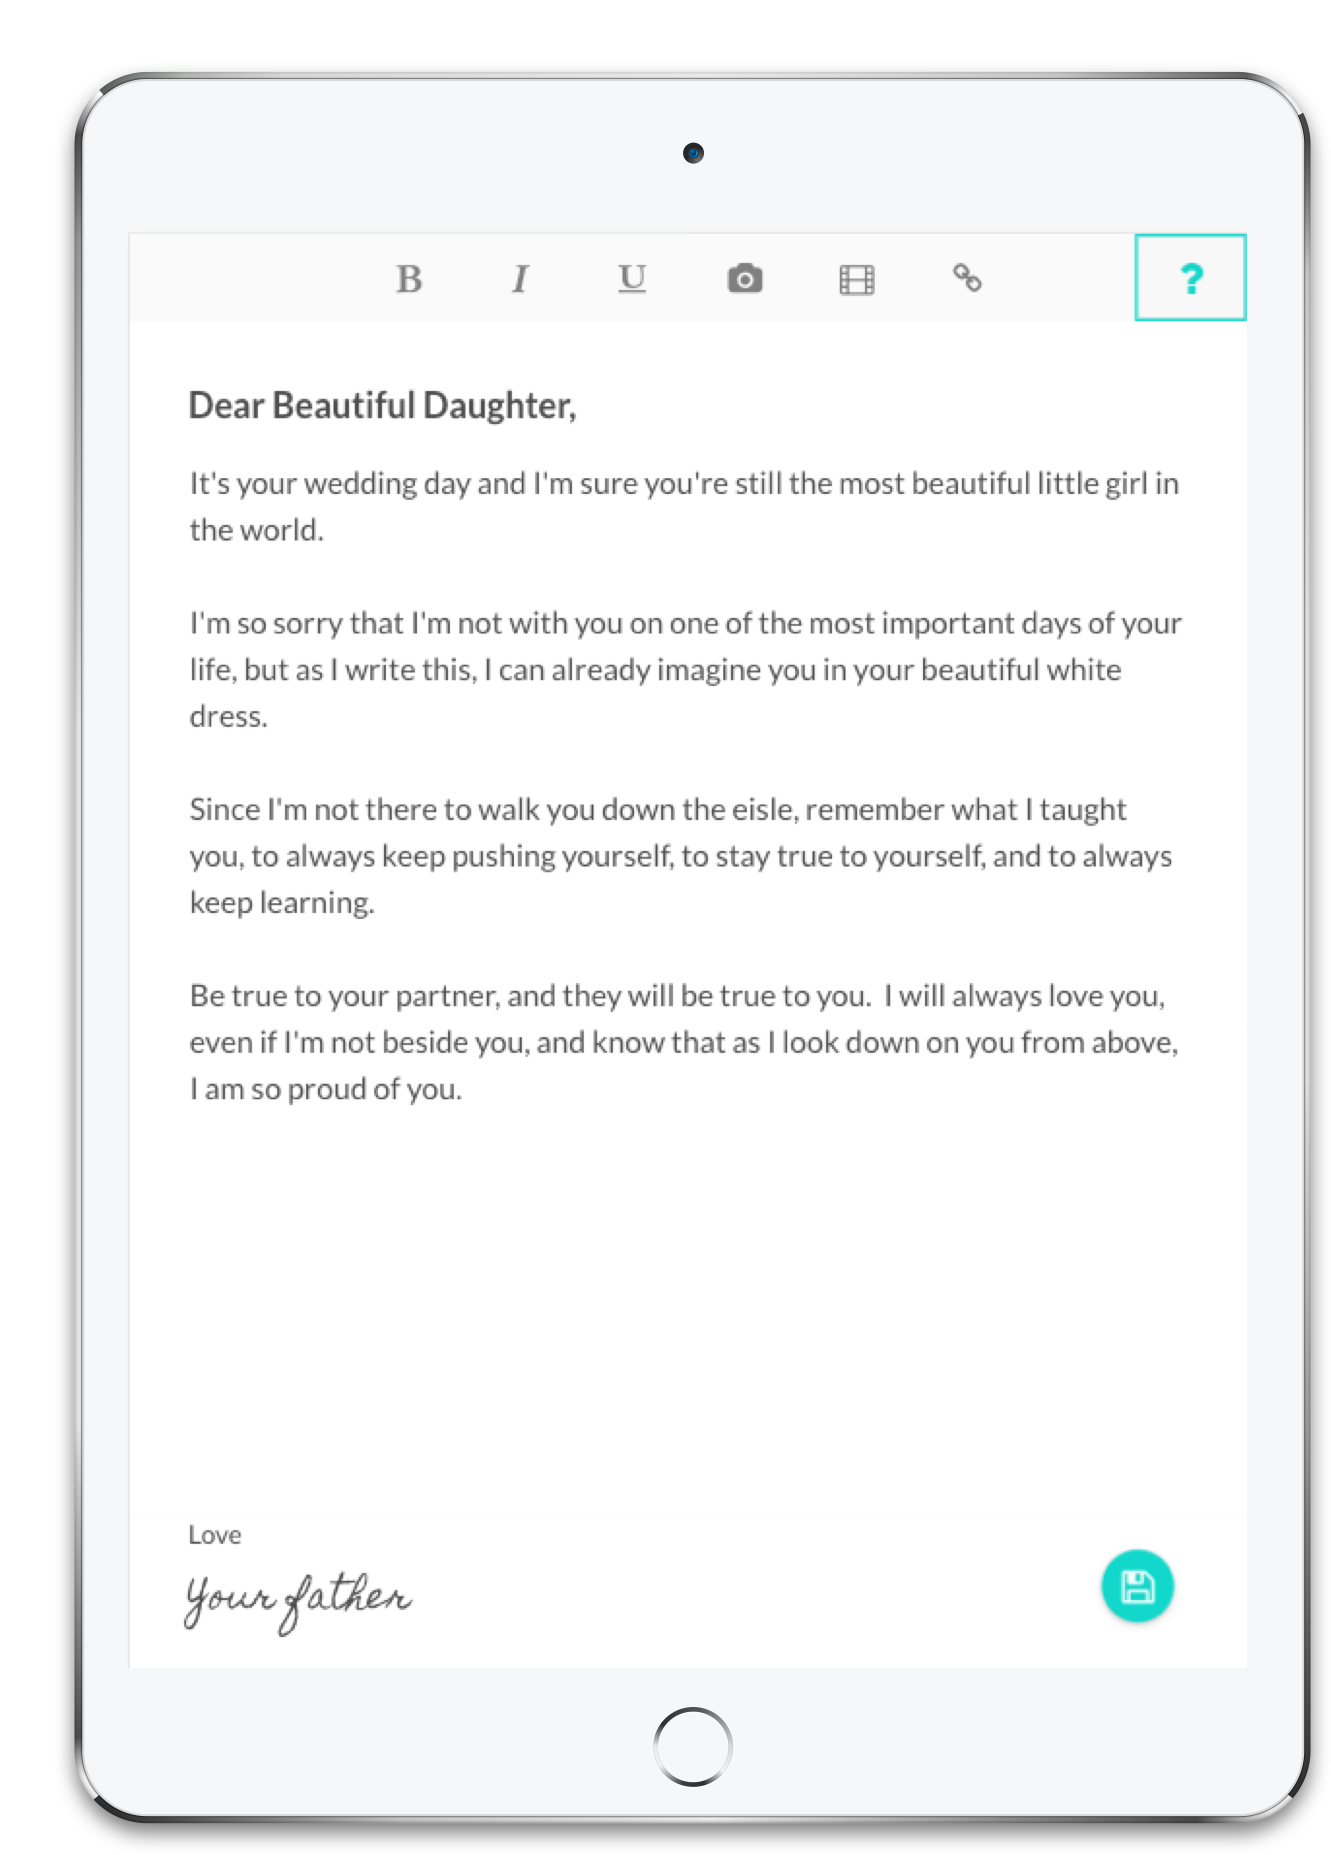 B I U ?
Dear Beautiful Daughter,
It's your wedding day and I'm sure you're still the most beautiful little girl in
the world.
I'm so sorry that I'm not with you on one of the most important days of your
life, but as I write this, I can already imagine you in your beautiful white
dress.
Since I'm not there to walk you down the eisle, remember what I taught
you, to always keep pushing yourself, to stay true to yourself, and to always
keep learning.
Be true to your partner, and they will be true to you.  I will always love you,
even if I'm not beside you, and know that as I look down on you from above,
I am so proud of you.
Love
Your father